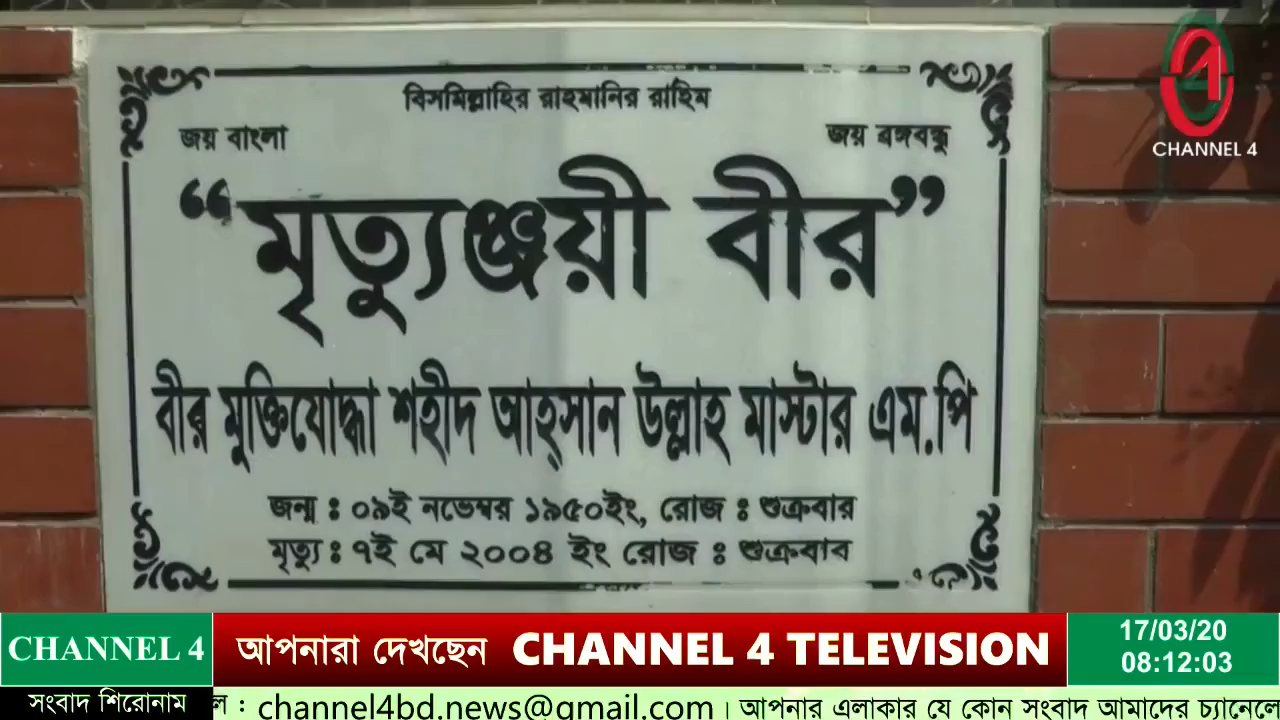 বিসমিল্লাহির রাহমানির রাহিম
জয় বাংলা
জয় বঙ্গবন্ধু
“মৃত্যুঞ্জয়ী বীর”
বীর মুক্তিযোদ্ধা শহীদ আহ্সান উল্লাহ মাস্টার এম.পি
জন্ম : ০৯ই নভেম্বর ১৯৫০ইং, রোজ : শুক্রবার
মৃত্যু : ৭ই মে ২০০৪ ইং রোজ : শুক্রবার
4
CHANNEL 4
CHANNEL 4
আপনারা দেখছেন CHANNEL 4 TELEVISION
17/03/20
08:12:03
সংবাদ শিরোনাম
ল : channel4bd.news@gmail.com । আপনার এলাকার যে কোন সংবাদ আমাদের চ্যানেলে